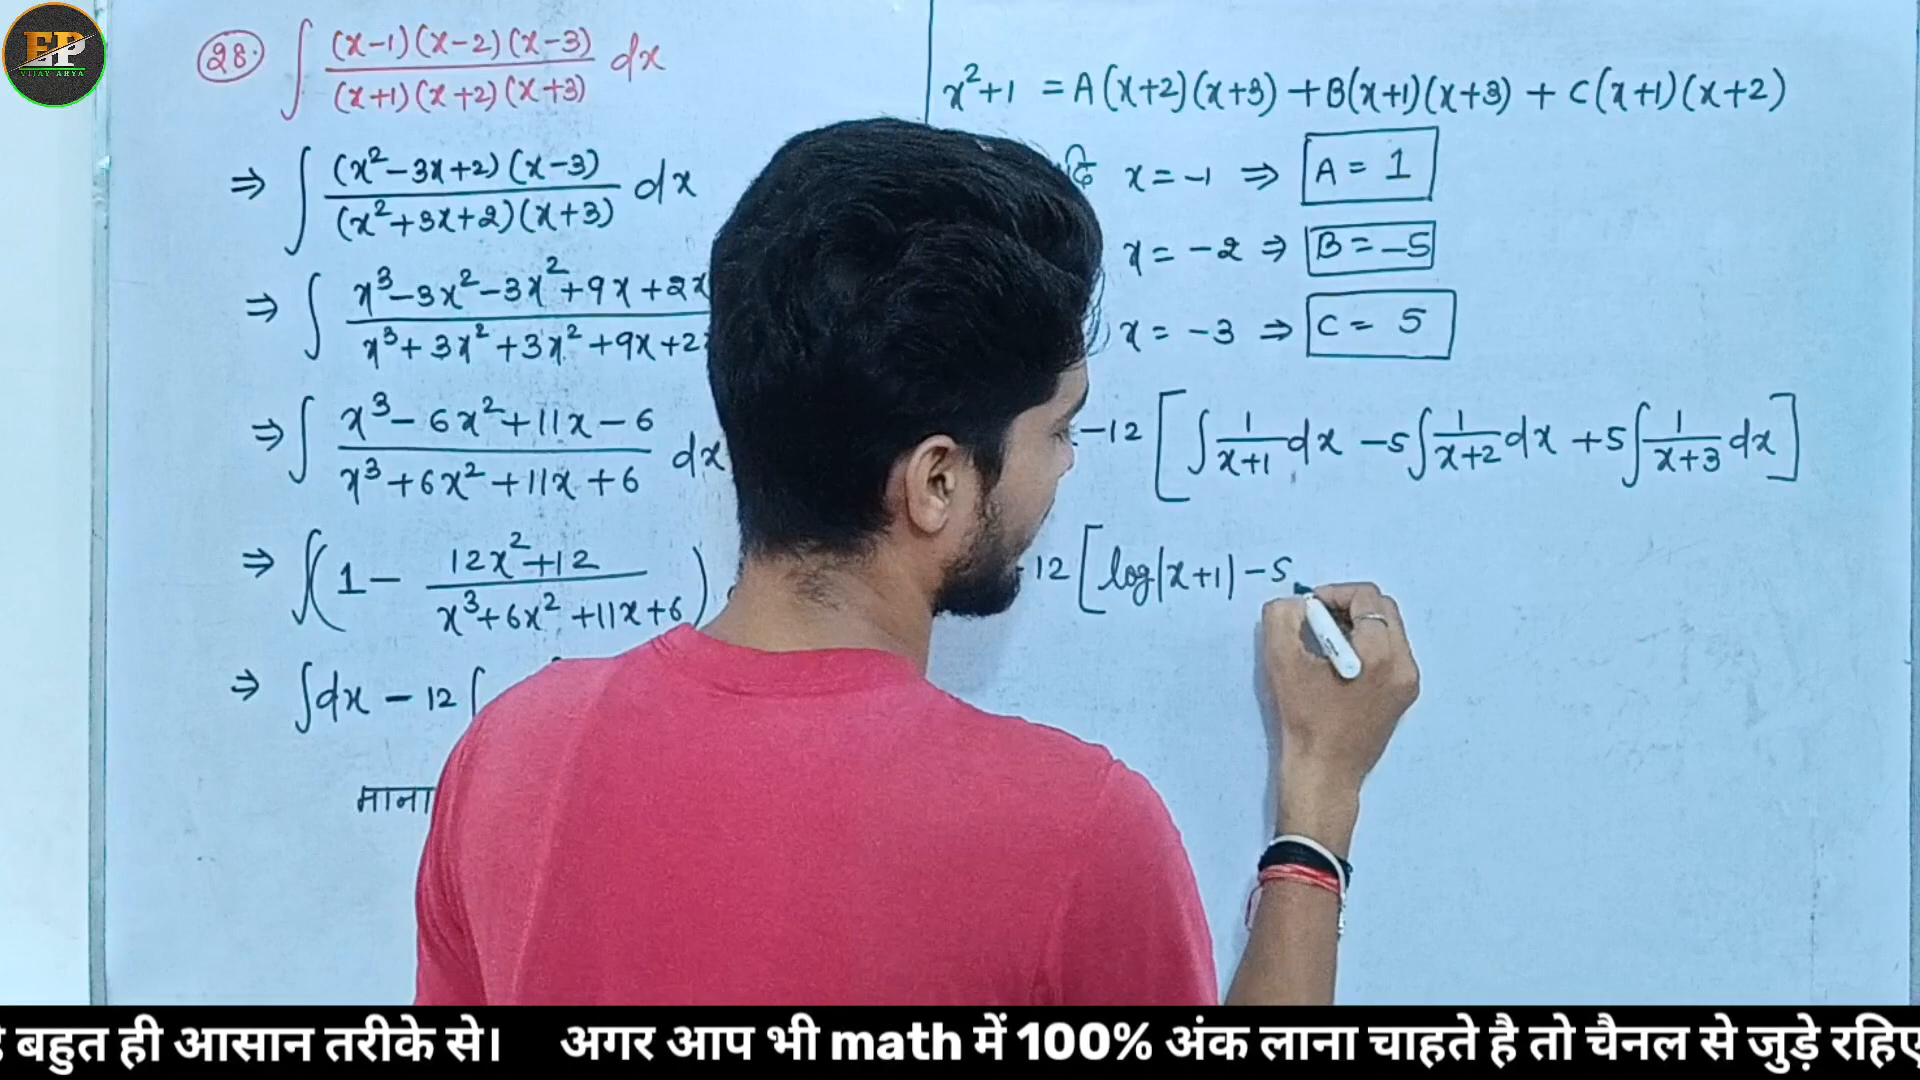 EP
VIJAY ARYA
28. ∫ (x-1)(x-2)(x-3) / (x+1)(x+2)(x+3) dx
⇒ ∫ (x²-3x+2)(x-3) / (x²+3x+2)(x+3) dx
⇒ ∫ x³-3x²-3x²+9x+2x / x³+3x²+3x²+9x+2
⇒ ∫ x³-6x²+11x-6 / x³+6x²+11x+6 dx
⇒ ∫(1- 12x²+12 / x³+6x²+11x+6)
⇒ ∫dx - 12∫
माना
x²+1 = A(x+2)(x+3)+B(x+1)(x+3)+C(x+1)(x+2)
x=-1 ⇒ A = 1
x=-2 ⇒ B=-5
x=-3 ⇒ C= 5
-12 [∫ 1/x+1 dx -5∫ 1/x+2 dx +5∫ 1/x+3 dx]
12 [log|x+1|-5
बहुत ही आसान तरीके से। अगर आप भी math में 100% अंक लाना चाहते है तो चैनल से जुड़े रहिए